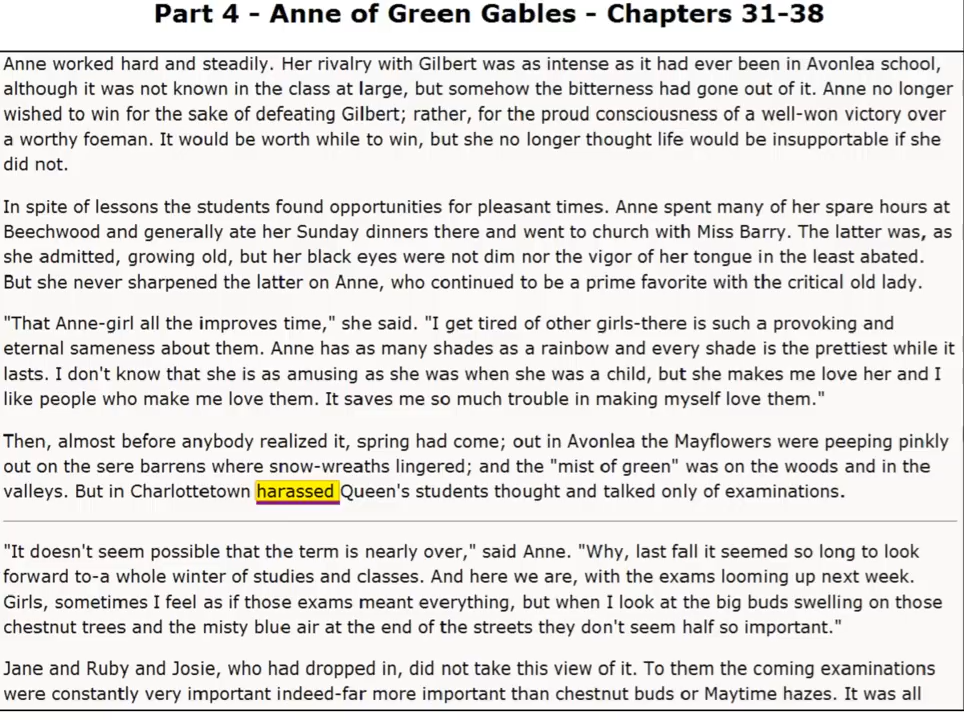 Part 4 - Anne of Green Gables - Chapters 31-38
Anne worked hard and steadily. Her rivalry with Gilbert was as intense as it had ever been in Avonlea school,
although it was not known in the class at large, but somehow the bitterness had gone out of it. Anne no longer
wished to win for the sake of defeating Gilbert; rather, for the proud consciousness of a well-won victory over
a worthy foeman. It would be worth while to win, but she no longer thought life would be insupportable if she
did not.
In spite of lessons the students found opportunities for pleasant times. Anne spent many of her spare hours at
Beechwood and generally ate her Sunday dinners there and went to church with Miss Barry. The latter was, as
she admitted, growing old, but her black eyes were not dim nor the vigor of her tongue in the least abated.
But she never sharpened the latter on Anne, who continued to be a prime favorite with the critical old lady.
"That Anne-girl all the improves time," she said. "I get tired of other girls-there is such a provoking and
eternal sameness about them. Anne has as many shades as a rainbow and every shade is the prettiest while it
lasts. I don't know that she is as amusing as she was when she was a child, but she makes me love her and I
like people who make me love them. It saves me so much trouble in making myself love them."
Then, almost before anybody realized it, spring had come; out in Avonlea the Mayflowers were peeping pinkly
out on the sere barrens where snow-wreaths lingered; and the "mist of green" was on the woods and in the
valleys. But in Charlottetown harassed Queen's students thought and talked only of examinations.
"It doesn't seem possible that the term is nearly over," said Anne. "Why, last fall it seemed so long to look
forward to-a whole winter of studies and classes. And here we are, with the exams looming up next week.
Girls, sometimes I feel as if those exams meant everything, but when I look at the big buds swelling on those
chestnut trees and the misty blue air at the end of the streets they don't seem half so important."
Jane and Ruby and Josie, who had dropped in, did not take this view of it. To them the coming examinations
were constantly very important indeed-far more important than chestnut buds or Maytime hazes. It was all